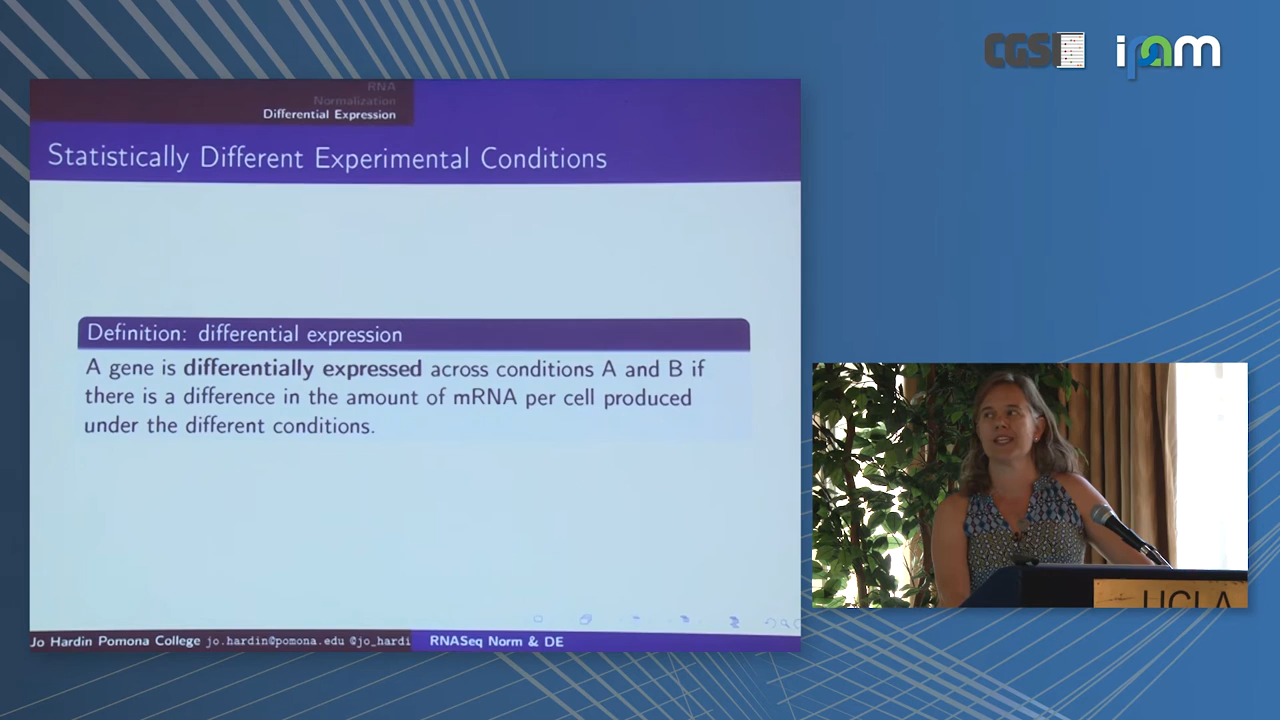 CGSI
ipam
RNA
Normalization
Differential Expression
Statistically Different Experimental Conditions
Definition: differential expression
A gene is differentially expressed across conditions A and B if
there is a difference in the amount of mRNA per cell produced
under the different conditions.
Jo Hardin Pomona College jo.hardin@pomona.edu @jo_hardi
RNASeq Norm & DE
UCLA